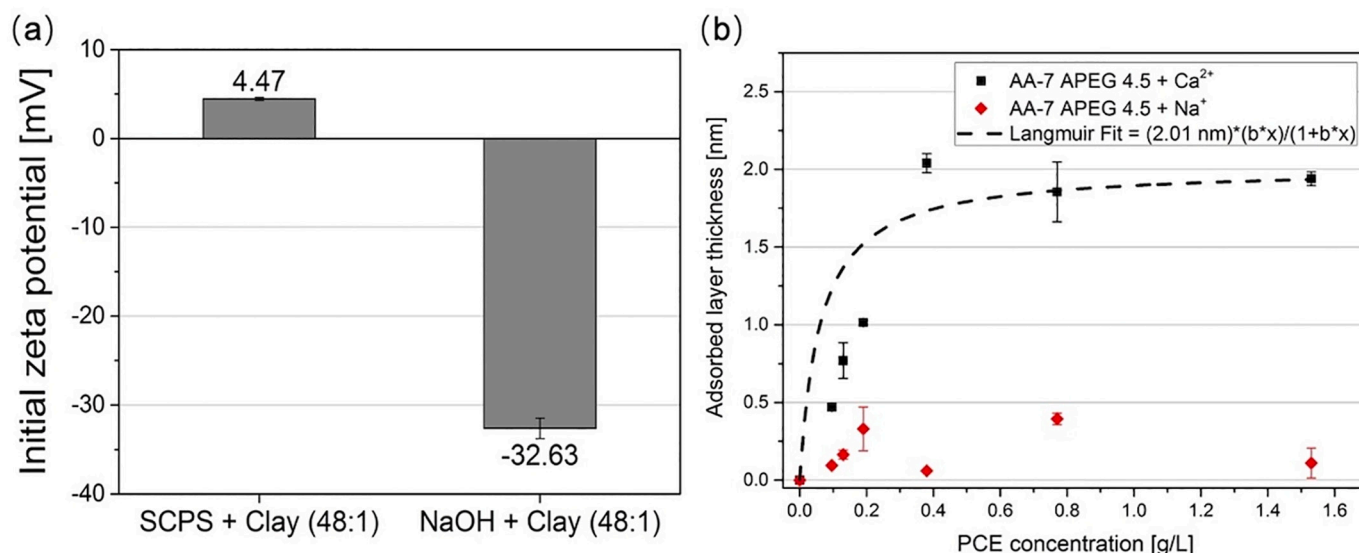 (a)
Initial zeta potential [mV]
10
0
-10
-20
-30
-40
4.47
-32.63
SCPS + Clay (48:1)
NaOH + Clay (48:1)
(b)
Adsorbed layer thickness [nm]
2.5
2.0
1.5
1.0
0.5
0.0
AA-7 APEG 4.5 + Ca²⁺
AA-7 APEG 4.5 + Na⁺
Langmuir Fit = (2.01 nm)*(b*x)/(1+b*x)
0.0 0.2 0.4 0.6 0.8 1.0 1.2 1.4 1.6
PCE concentration [g/L]